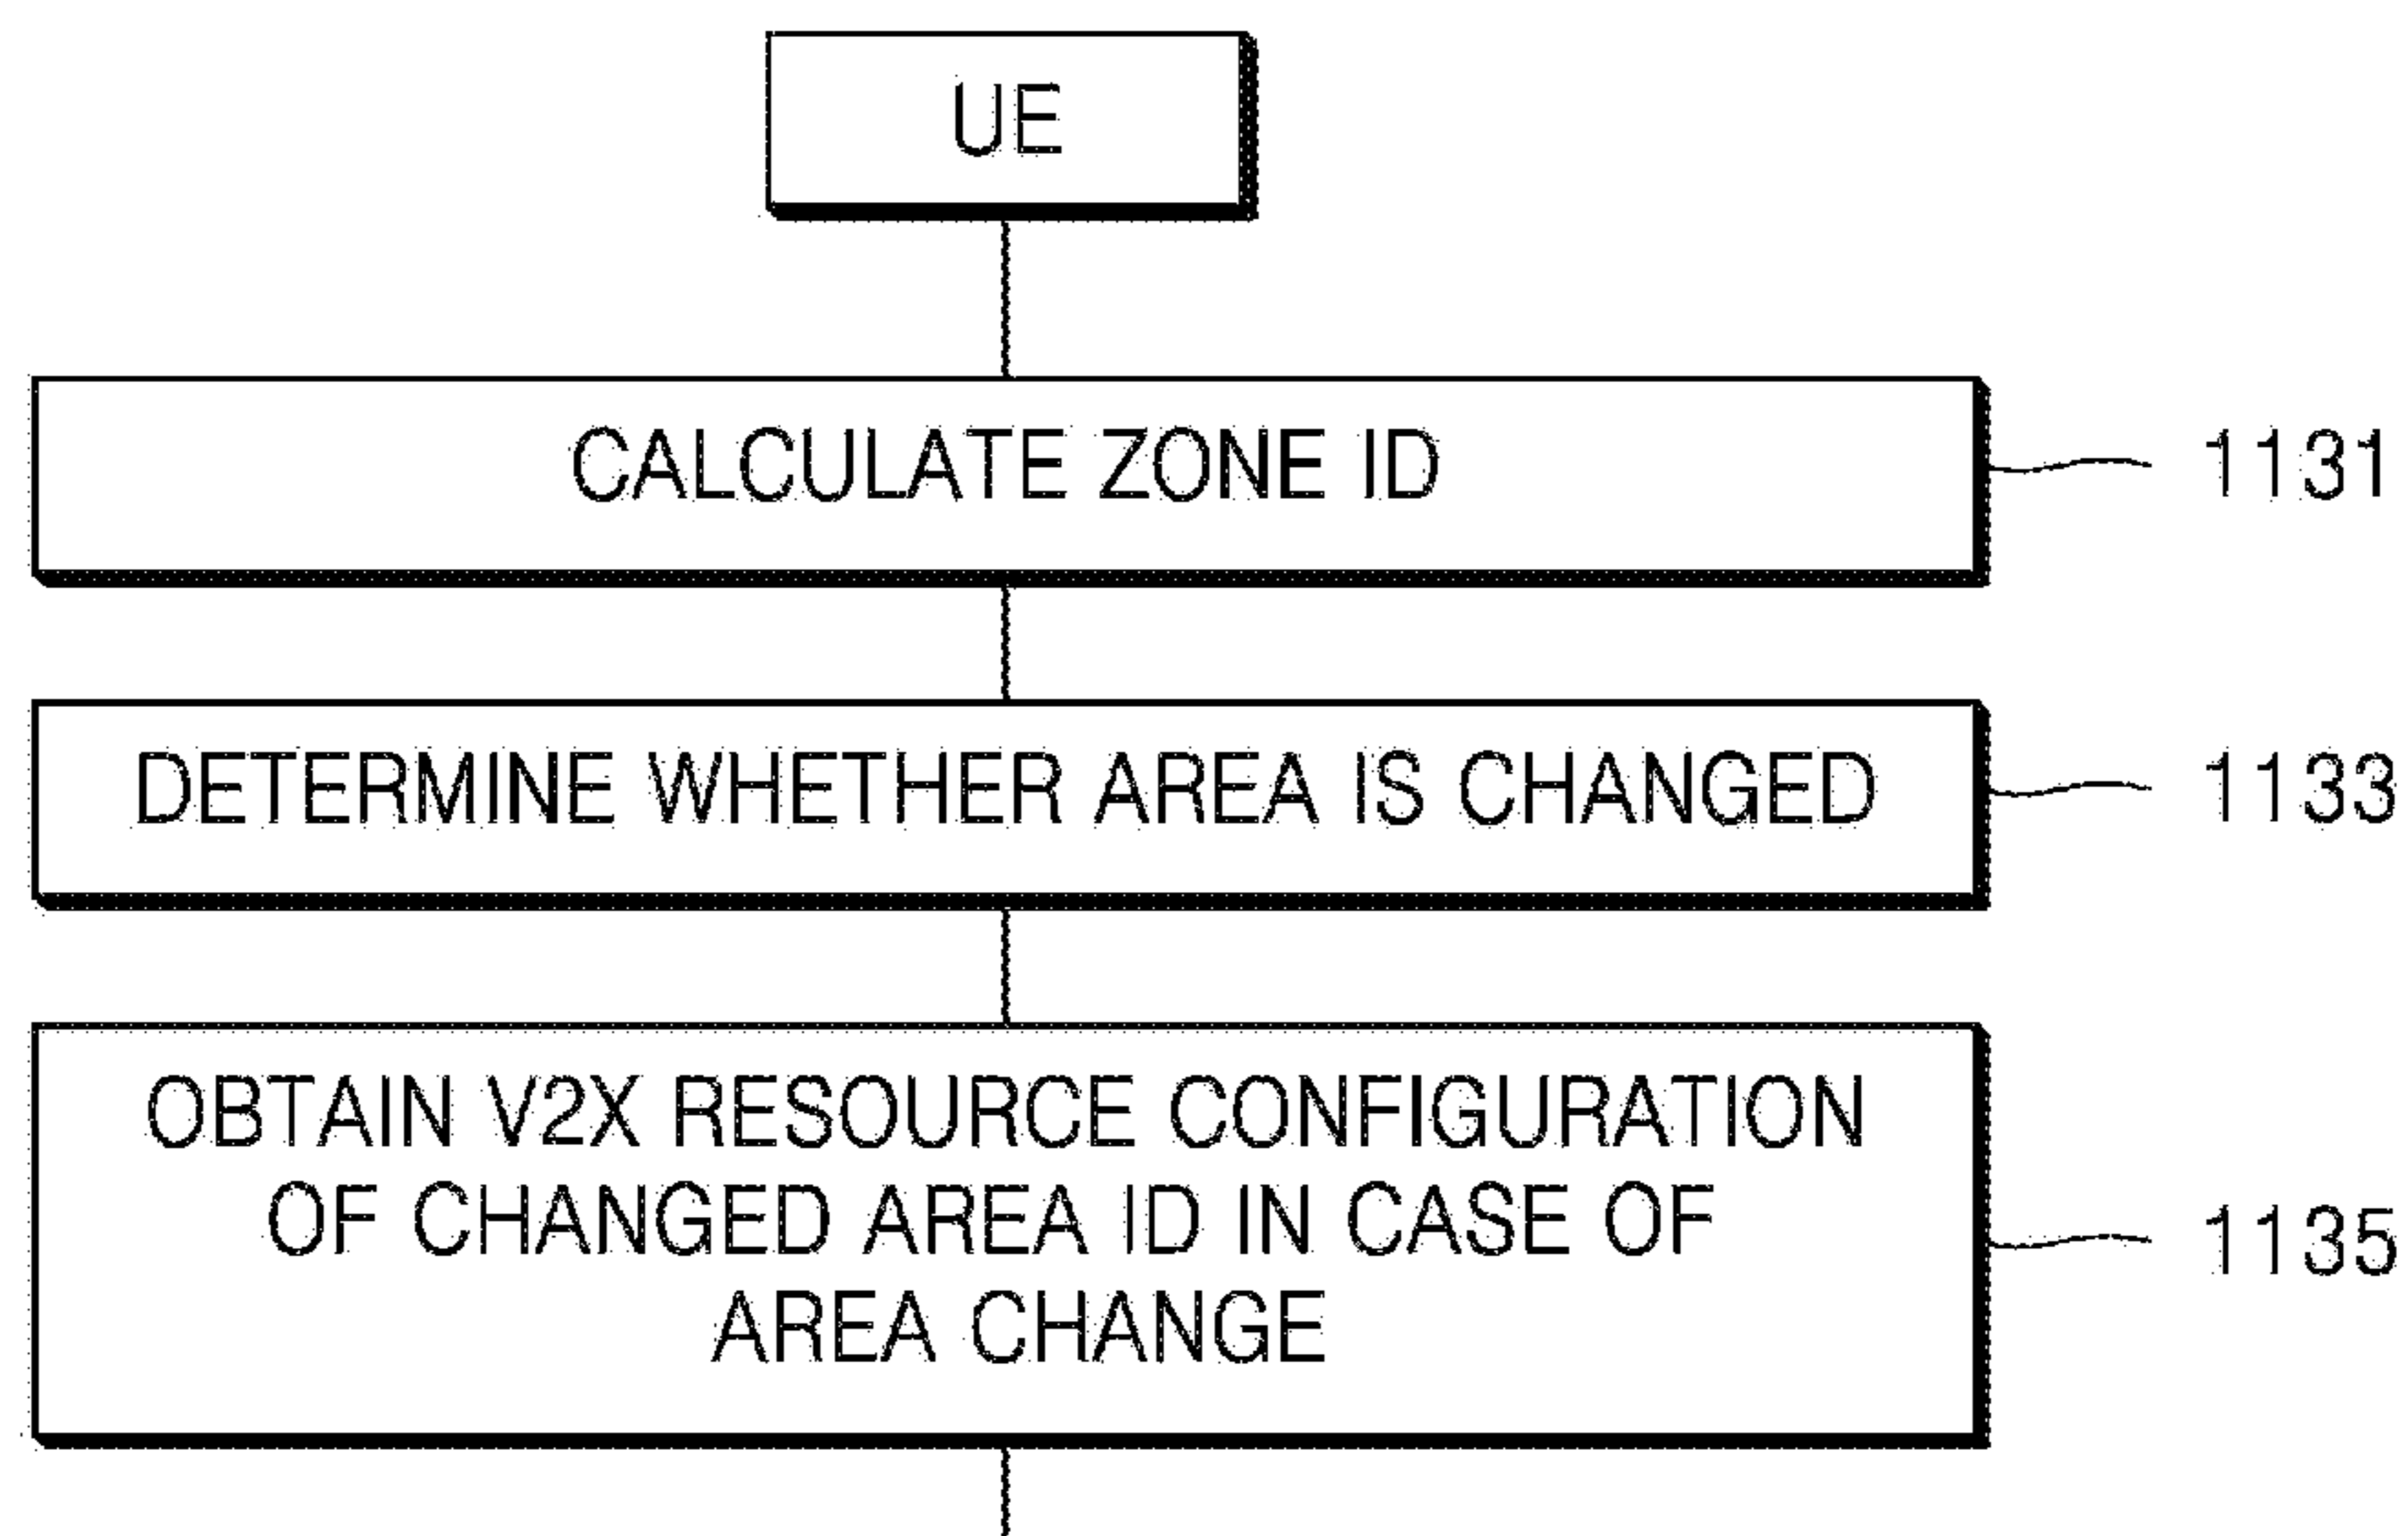 UE
CALCULATE ZONE ID
1131
DETERMINE WHETHER AREA IS CHANGED
1133
OBTAIN V2X RESOURCE CONFIGURATION
OF CHANGED AREA ID IN CASE OF
AREA CHANGE
1135